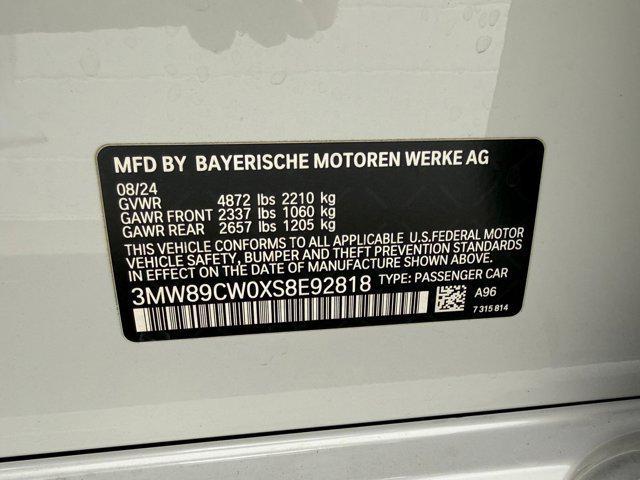 MFD BY BAYERISCHE MOTOREN WERKE AG
08/24
GVWR 4872 lbs 2210 kg
GAWR FRONT 2337 lbs 1060 kg
GAWR REAR 2657 lbs 1205 kg
THIS VEHICLE CONFORMS TO ALL APPLICABLE U.S.FEDERAL MOTOR
VEHICLE SAFETY, BUMPER AND THEFT PREVENTION STANDARDS
IN EFFECT ON THE DATE OF MANUFACTURE SHOWN ABOVE.
3MW89CW0XS8E92818 TYPE: PASSENGER CAR
A96
7 315 814